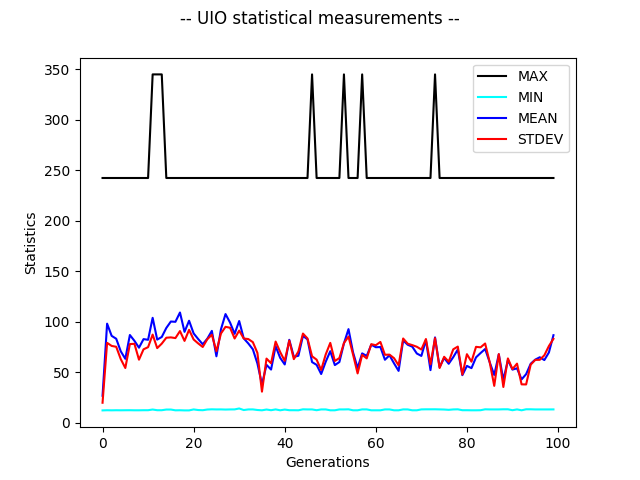 -- UIO statistical measurements --
MAX
MIN
MEAN
STDEV
Statistics
350
300
250
200
150
100
50
0
0 20 40 60 80 100
Generations